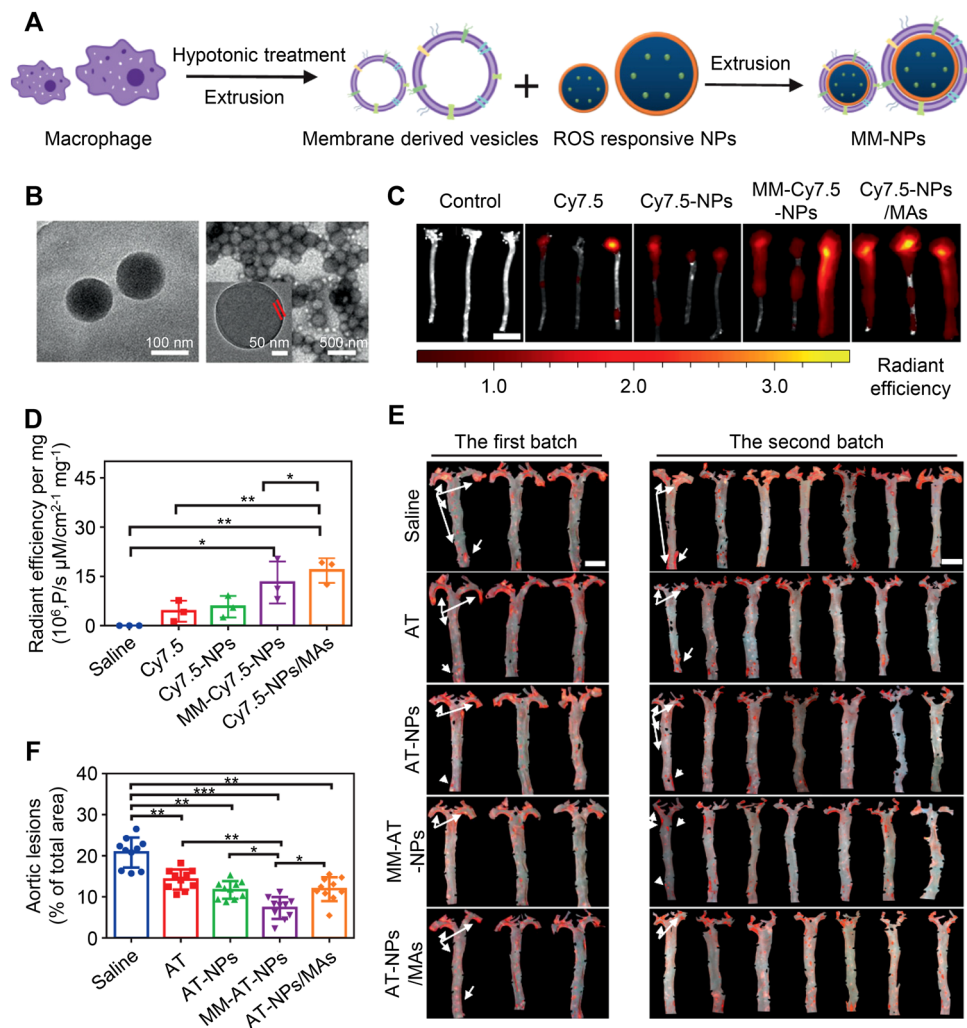 A
Hypotonic treatment
Extrusion
Extrusion
Macrophage
Membrane derived vesicles
ROS responsive NPs
MM-NPs
B
100 nm
50 nm
500 nm
C
Control
Cy7.5
Cy7.5-NPs
MM-Cy7.5
-NPs
Cy7.5-NPs
/MAs
1.0
2.0
3.0
Radiant
efficiency
D
Radiant efficiency per mg
(10⁶,P/s μM/cm²⁻¹ mg⁻¹)
45
30
15
0
*
**
**
*
Saline
Cy7.5
Cy7.5-NPs
MM-Cy7.5-NPs
Cy7.5-NPs/MAs
E
The first batch
The second batch
Saline
AT
AT-NPs
MM-AT
-NPs
AT-NPs
/MAs
F
Aortic lesions
(% of total area)
40
30
20
10
0
**
***
**
**
**
*
*
Saline
AT
AT-NPs
MM-AT-NPs
AT-NPs/MAs